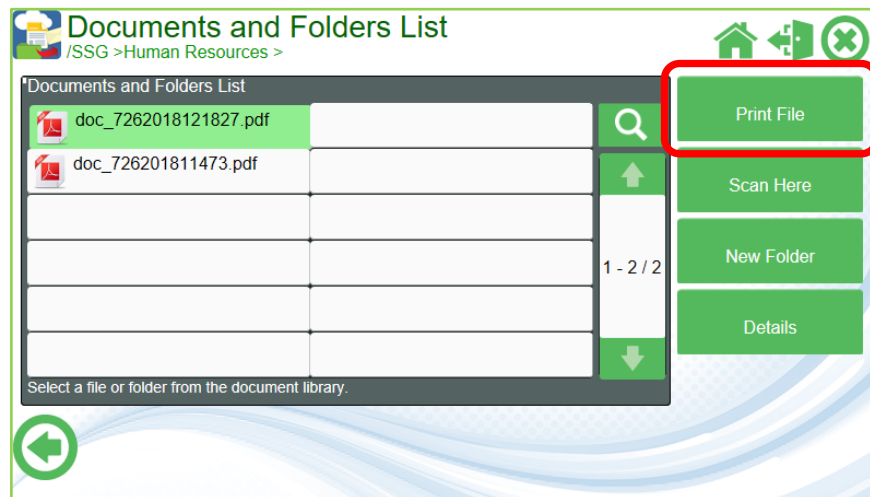 Documents and Folders List
/SSG >Human Resources >
Documents and Folders List
doc_7262018121827.pdf
doc_726201811473.pdf
1 - 2 / 2
Select a file or folder from the document library.
Print File
Scan Here
New Folder
Details